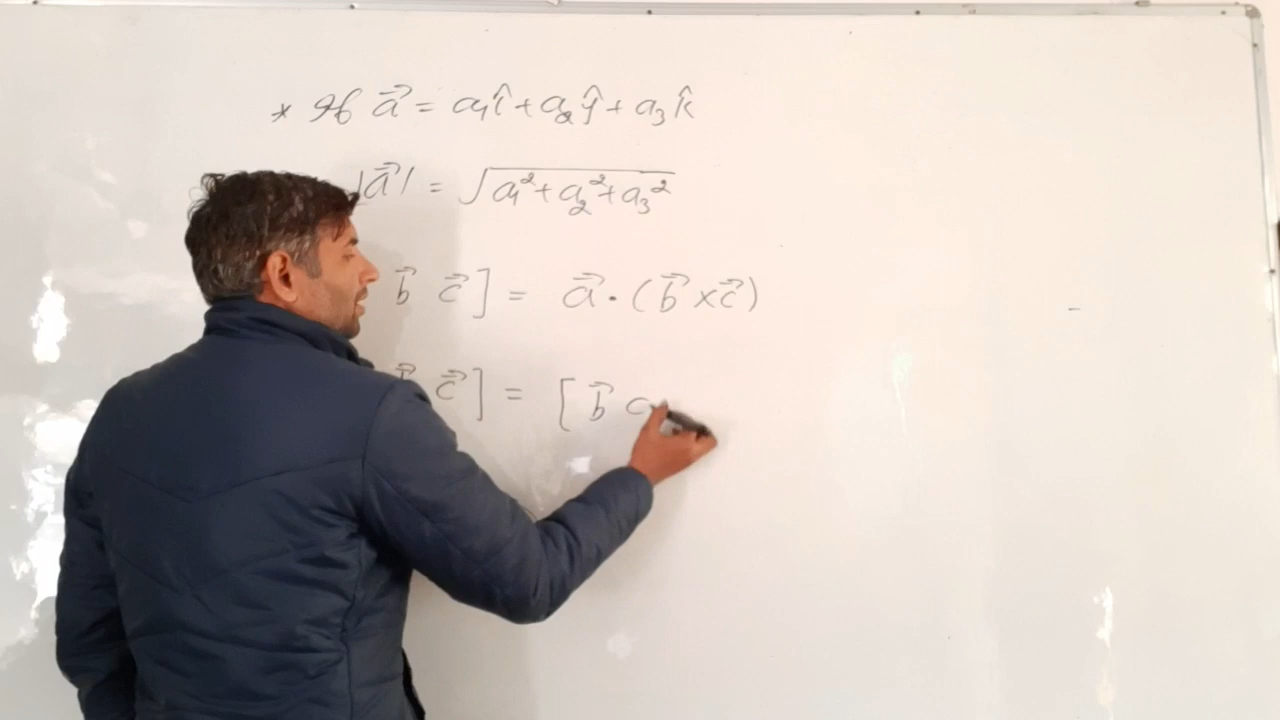 * If a⃗ = a₁î + a₂ĵ + a₃k̂
|a⃗| = √(a₁² + a₂² + a₃²)
b⃗ c⃗ ] = a⃗ · (b⃗ × c⃗)
b⃗ c⃗ ] = [ b⃗ c